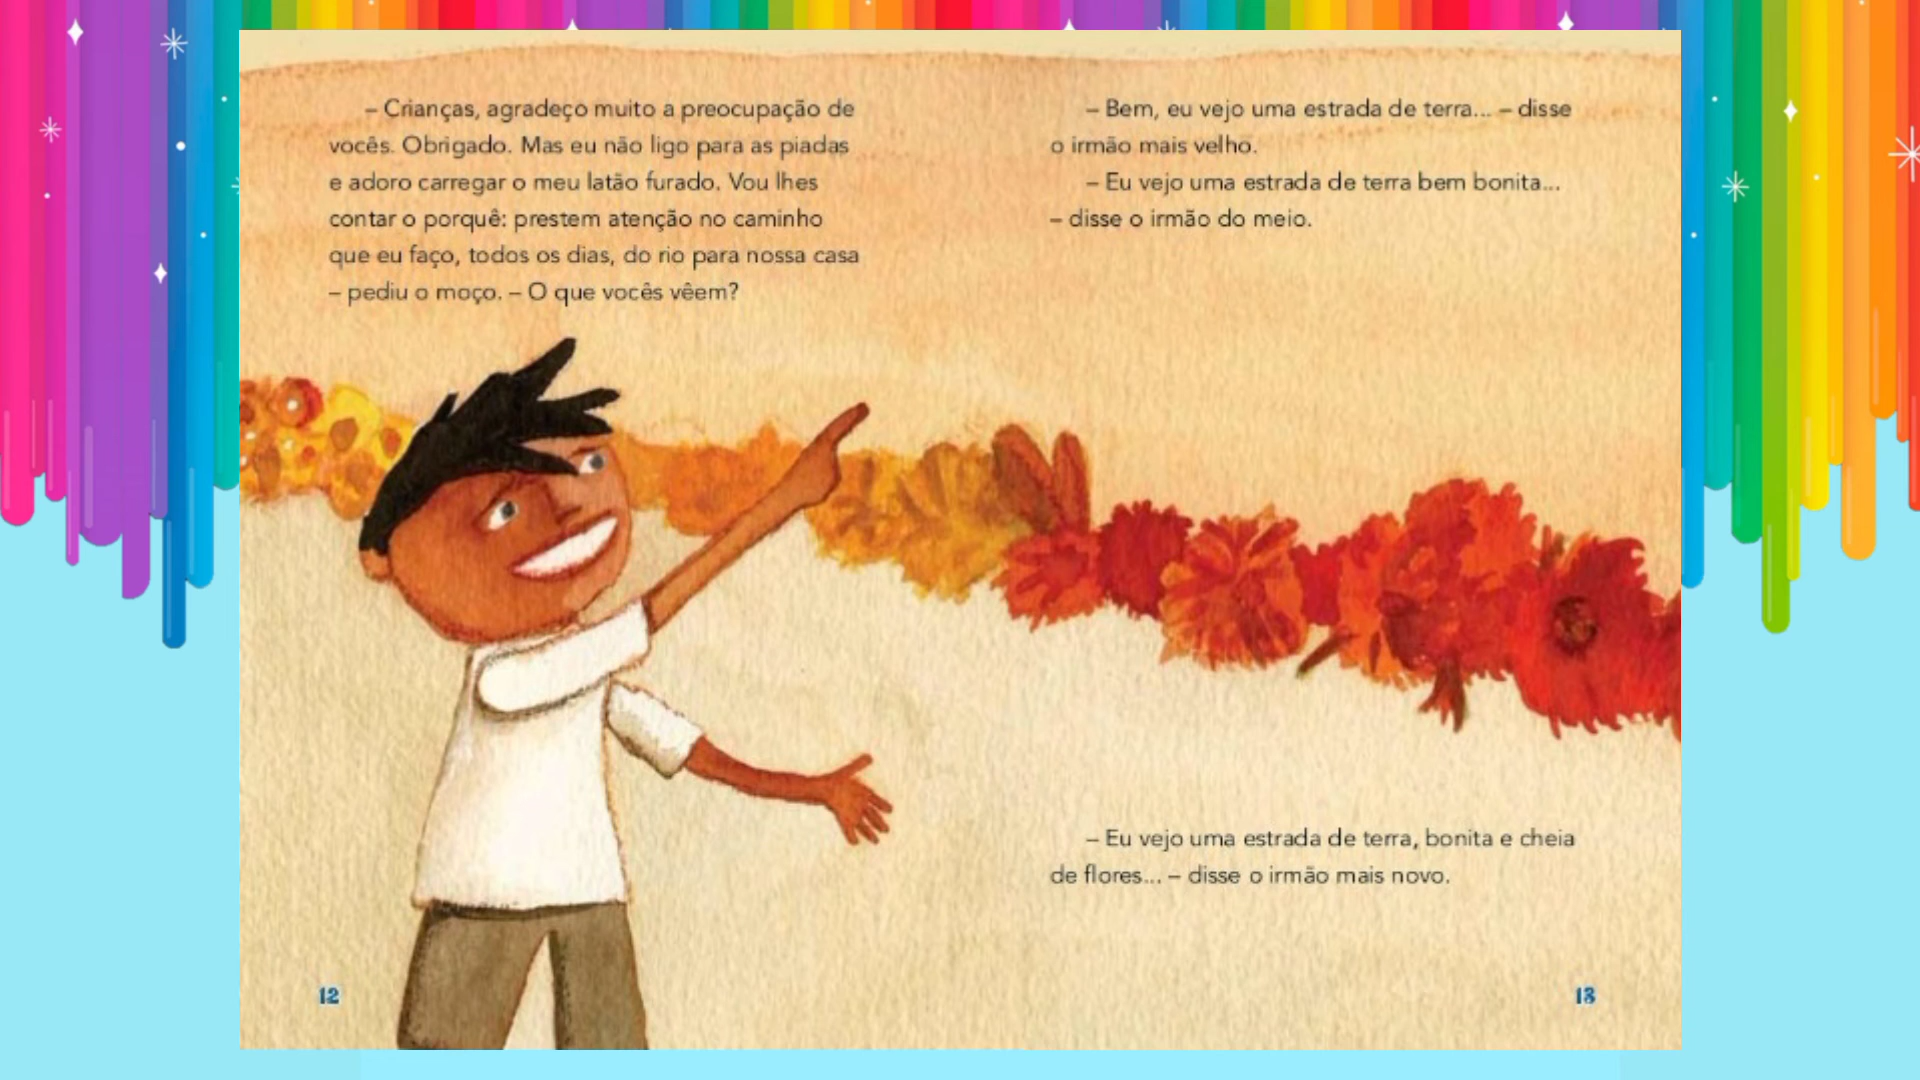 – Crianças, agradeço muito a preocupação de
vocês. Obrigado. Mas eu não ligo para as piadas
e adoro carregar o meu latão furado. Vou lhes
contar o porquê: prestem atenção no caminho
que eu faço, todos os dias, do rio para nossa casa
– pediu o moço. – O que vocês vêem?
12
– Bem, eu vejo uma estrada de terra... – disse
o irmão mais velho.
– Eu vejo uma estrada de terra bem bonita...
– disse o irmão do meio.
– Eu vejo uma estrada de terra, bonita e cheia
de flores... – disse o irmão mais novo.
13